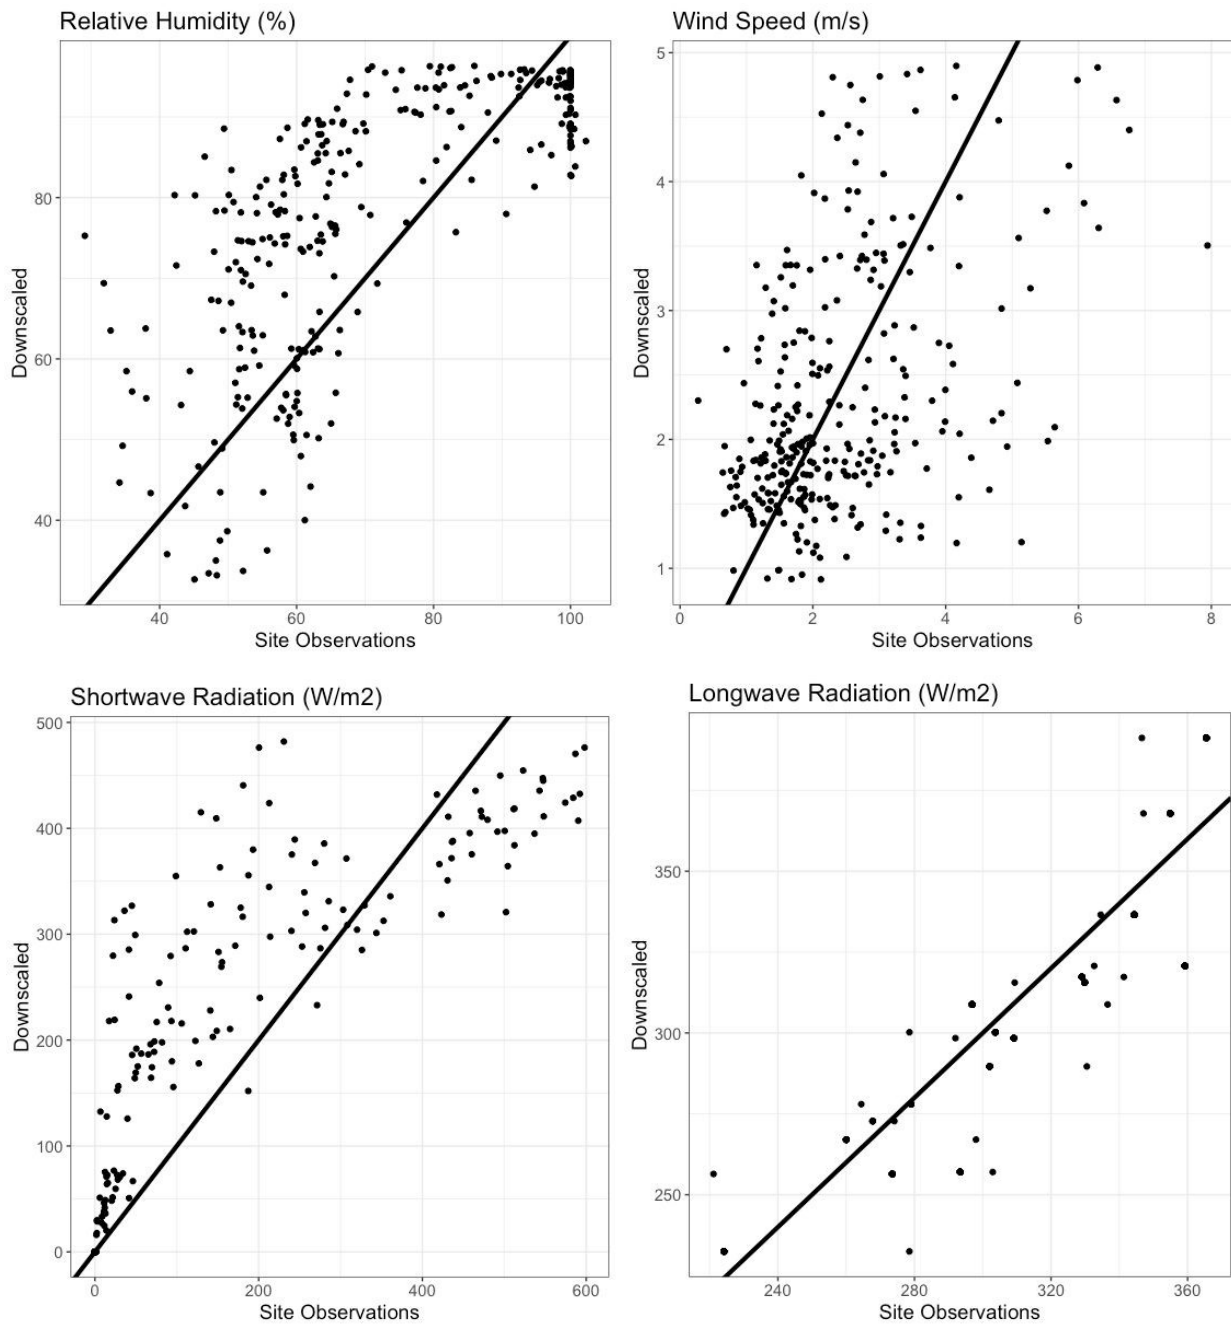 Relative Humidity (%)
Downscaled
80
60
40
40
60
80
100
Site Observations
Wind Speed (m/s)
Downscaled
5
4
3
2
1
0
2
4
6
8
Site Observations
Shortwave Radiation (W/m2)
Downscaled
500
400
300
200
100
0
0
200
400
600
Site Observations
Longwave Radiation (W/m2)
Downscaled
350
300
250
240
280
320
360
Site Observations